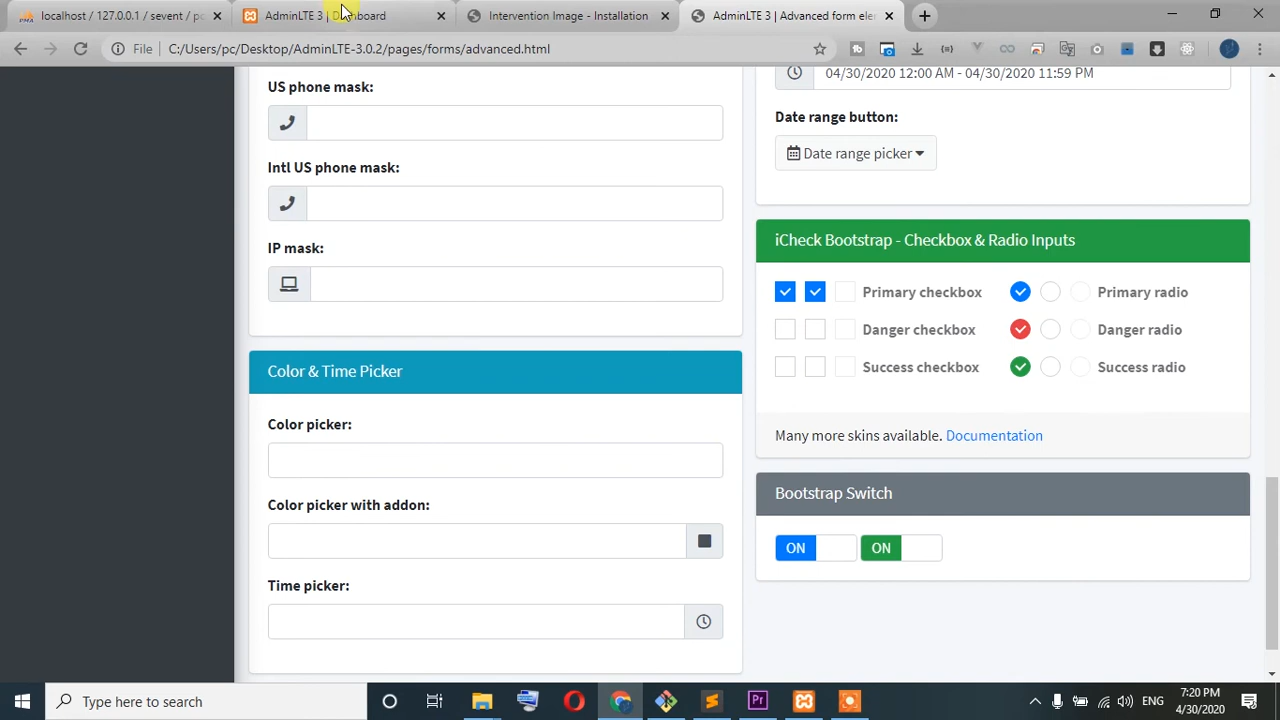 localhost / 127.0.0.1 / sevent / pc
AdminLTE 3 | Dashboard
Intervention Image - Installation
AdminLTE 3 | Advanced form ele
File
C:/Users/pc/Desktop/AdminLTE-3.0.2/pages/forms/advanced.html
US phone mask:
Intl US phone mask:
IP mask:
Color & Time Picker
Color picker:
Color picker with addon:
Time picker:
04/30/2020 12:00 AM - 04/30/2020 11:59 PM
Date range button:
Date range picker
iCheck Bootstrap - Checkbox & Radio Inputs
Primary checkbox Primary radio
Danger checkbox Danger radio
Success checkbox Success radio
Many more skins available. Documentation
Bootstrap Switch
ON ON
Type here to search
ENG
7:20 PM
4/30/2020